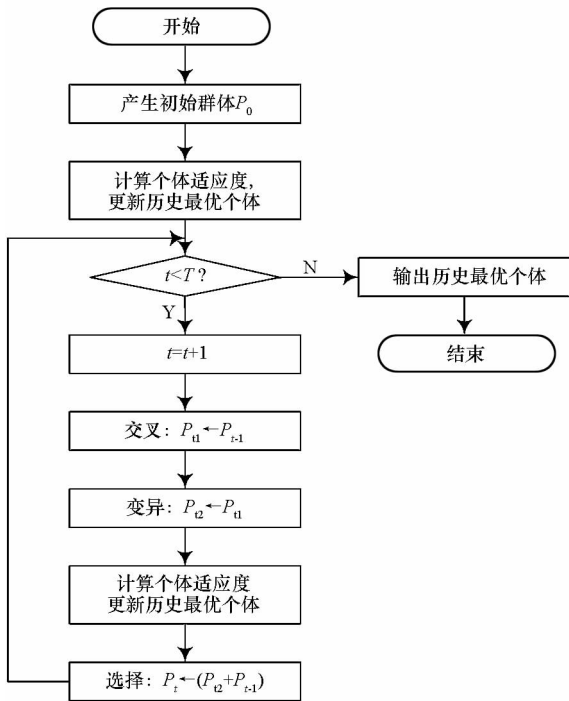 开始
产生初始群体P₀
计算个体适应度,
更新历史最优个体
t<T?
N
输出历史最优个体
Y
结束
t=t+1
交叉: Pt1←Pt-1
变异: Pt2←Pt1
计算个体适应度
更新历史最优个体
选择: Pt←(Pt2+Pt-1)